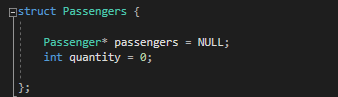 struct Passengers {
Passenger* passengers = NULL;
int quantity = 0;
};